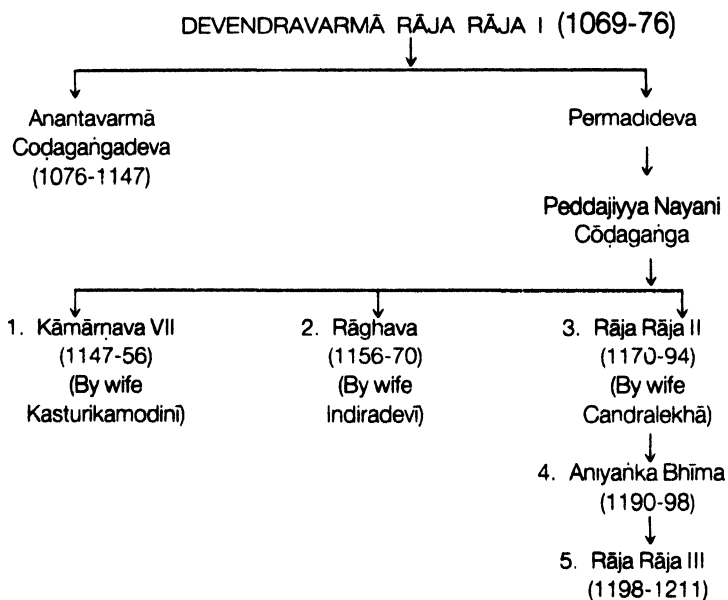 DEVENDRAVARMĀ RĀJA RĀJA I (1069-76)
Anantavarmā
Coḍagaṅgadeva
(1076-1147)
Permadıdeva
Peddajiyya Nayani
Cōḍagaṅga
1. Kāmārṇava VII
(1147-56)
(By wife
Kasturikamodinī)
2. Rāghava
(1156-70)
(By wife
Indiradevī)
3. Rāja Rāja II
(1170-94)
(By wife
Candralekhā)
4. Anıyaṅka Bhīma
(1190-98)
5. Rāja Rāja III
(1198-1211)